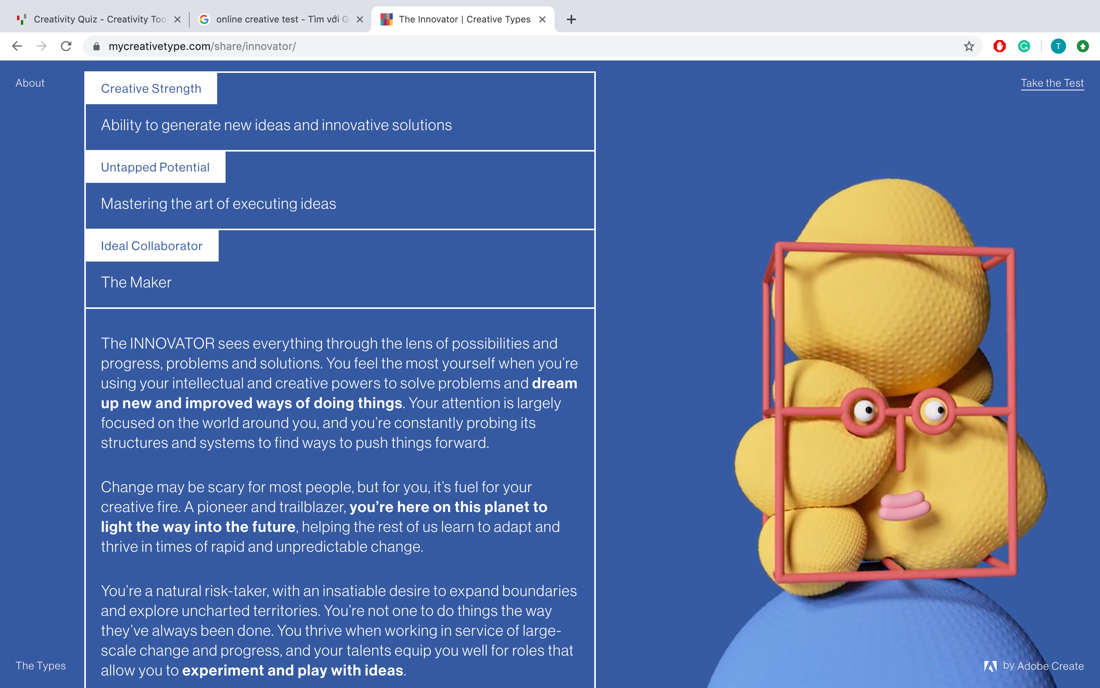 Creativity Quiz - Creativity Too
online creative test - Tìm với G
The Innovator | Creative Types
mycreativetype.com/share/innovator/
T
About
Take the Test
Creative Strength
Ability to generate new ideas and innovative solutions
Untapped Potential
Mastering the art of executing ideas
Ideal Collaborator
The Maker
The INNOVATOR sees everything through the lens of possibilities and
progress, problems and solutions. You feel the most yourself when you're
using your intellectual and creative powers to solve problems and dream
up new and improved ways of doing things. Your attention is largely
focused on the world around you, and you're constantly probing its
structures and systems to find ways to push things forward.
Change may be scary for most people, but for you, it's fuel for your
creative fire. A pioneer and trailblazer, you're here on this planet to
light the way into the future, helping the rest of us learn to adapt and
thrive in times of rapid and unpredictable change.
You're a natural risk-taker, with an insatiable desire to expand boundaries
and explore uncharted territories. You're not one to do things the way
they've always been done. You thrive when working in service of large-
scale change and progress, and your talents equip you well for roles that
allow you to experiment and play with ideas.
The Types
by Adobe Create